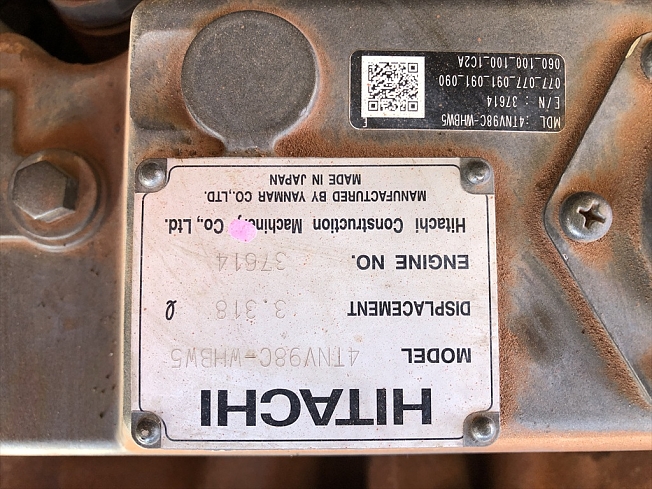 HITACHI
MODEL 4TNV98C-WHBW5
DISPLACEMENT 3.318 ℓ
ENGINE NO. 37614
Hitachi Construction Machinery Co., Ltd.
MANUFACTURED BY YANMAR CO.,LTD.
MADE IN JAPAN
MDL :4TNV98C-WHBW5
E/N : 37614
077_077_091_091_090
060_100_100_1C2A
F